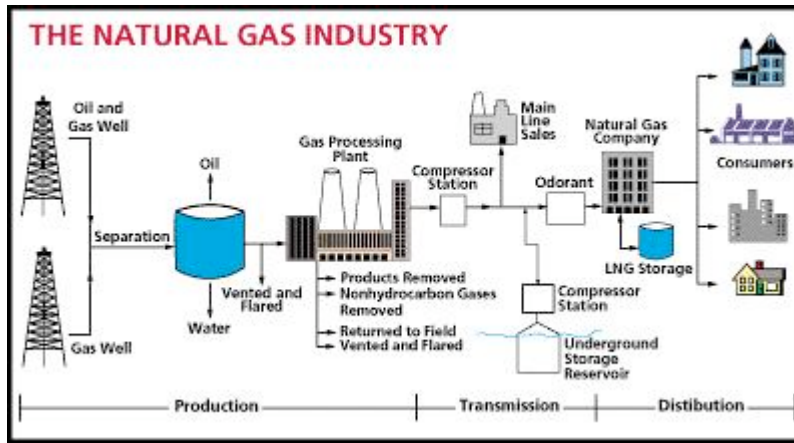 THE NATURAL GAS INDUSTRY
Oil and
Gas Well
Oil
Gas Processing
Plant
Main
Line
Sales
Natural Gas
Company
Compressor
Station
Odorant
Consumers
Separation
Vented and
Flared
Water
Gas Well
Products Removed
Nonhydrocarbon Gases
Removed
Returned to Field
Vented and Flared
LNG Storage
Compressor
Station
Underground
Storage
Reservoir
Production
Transmission
Distibution